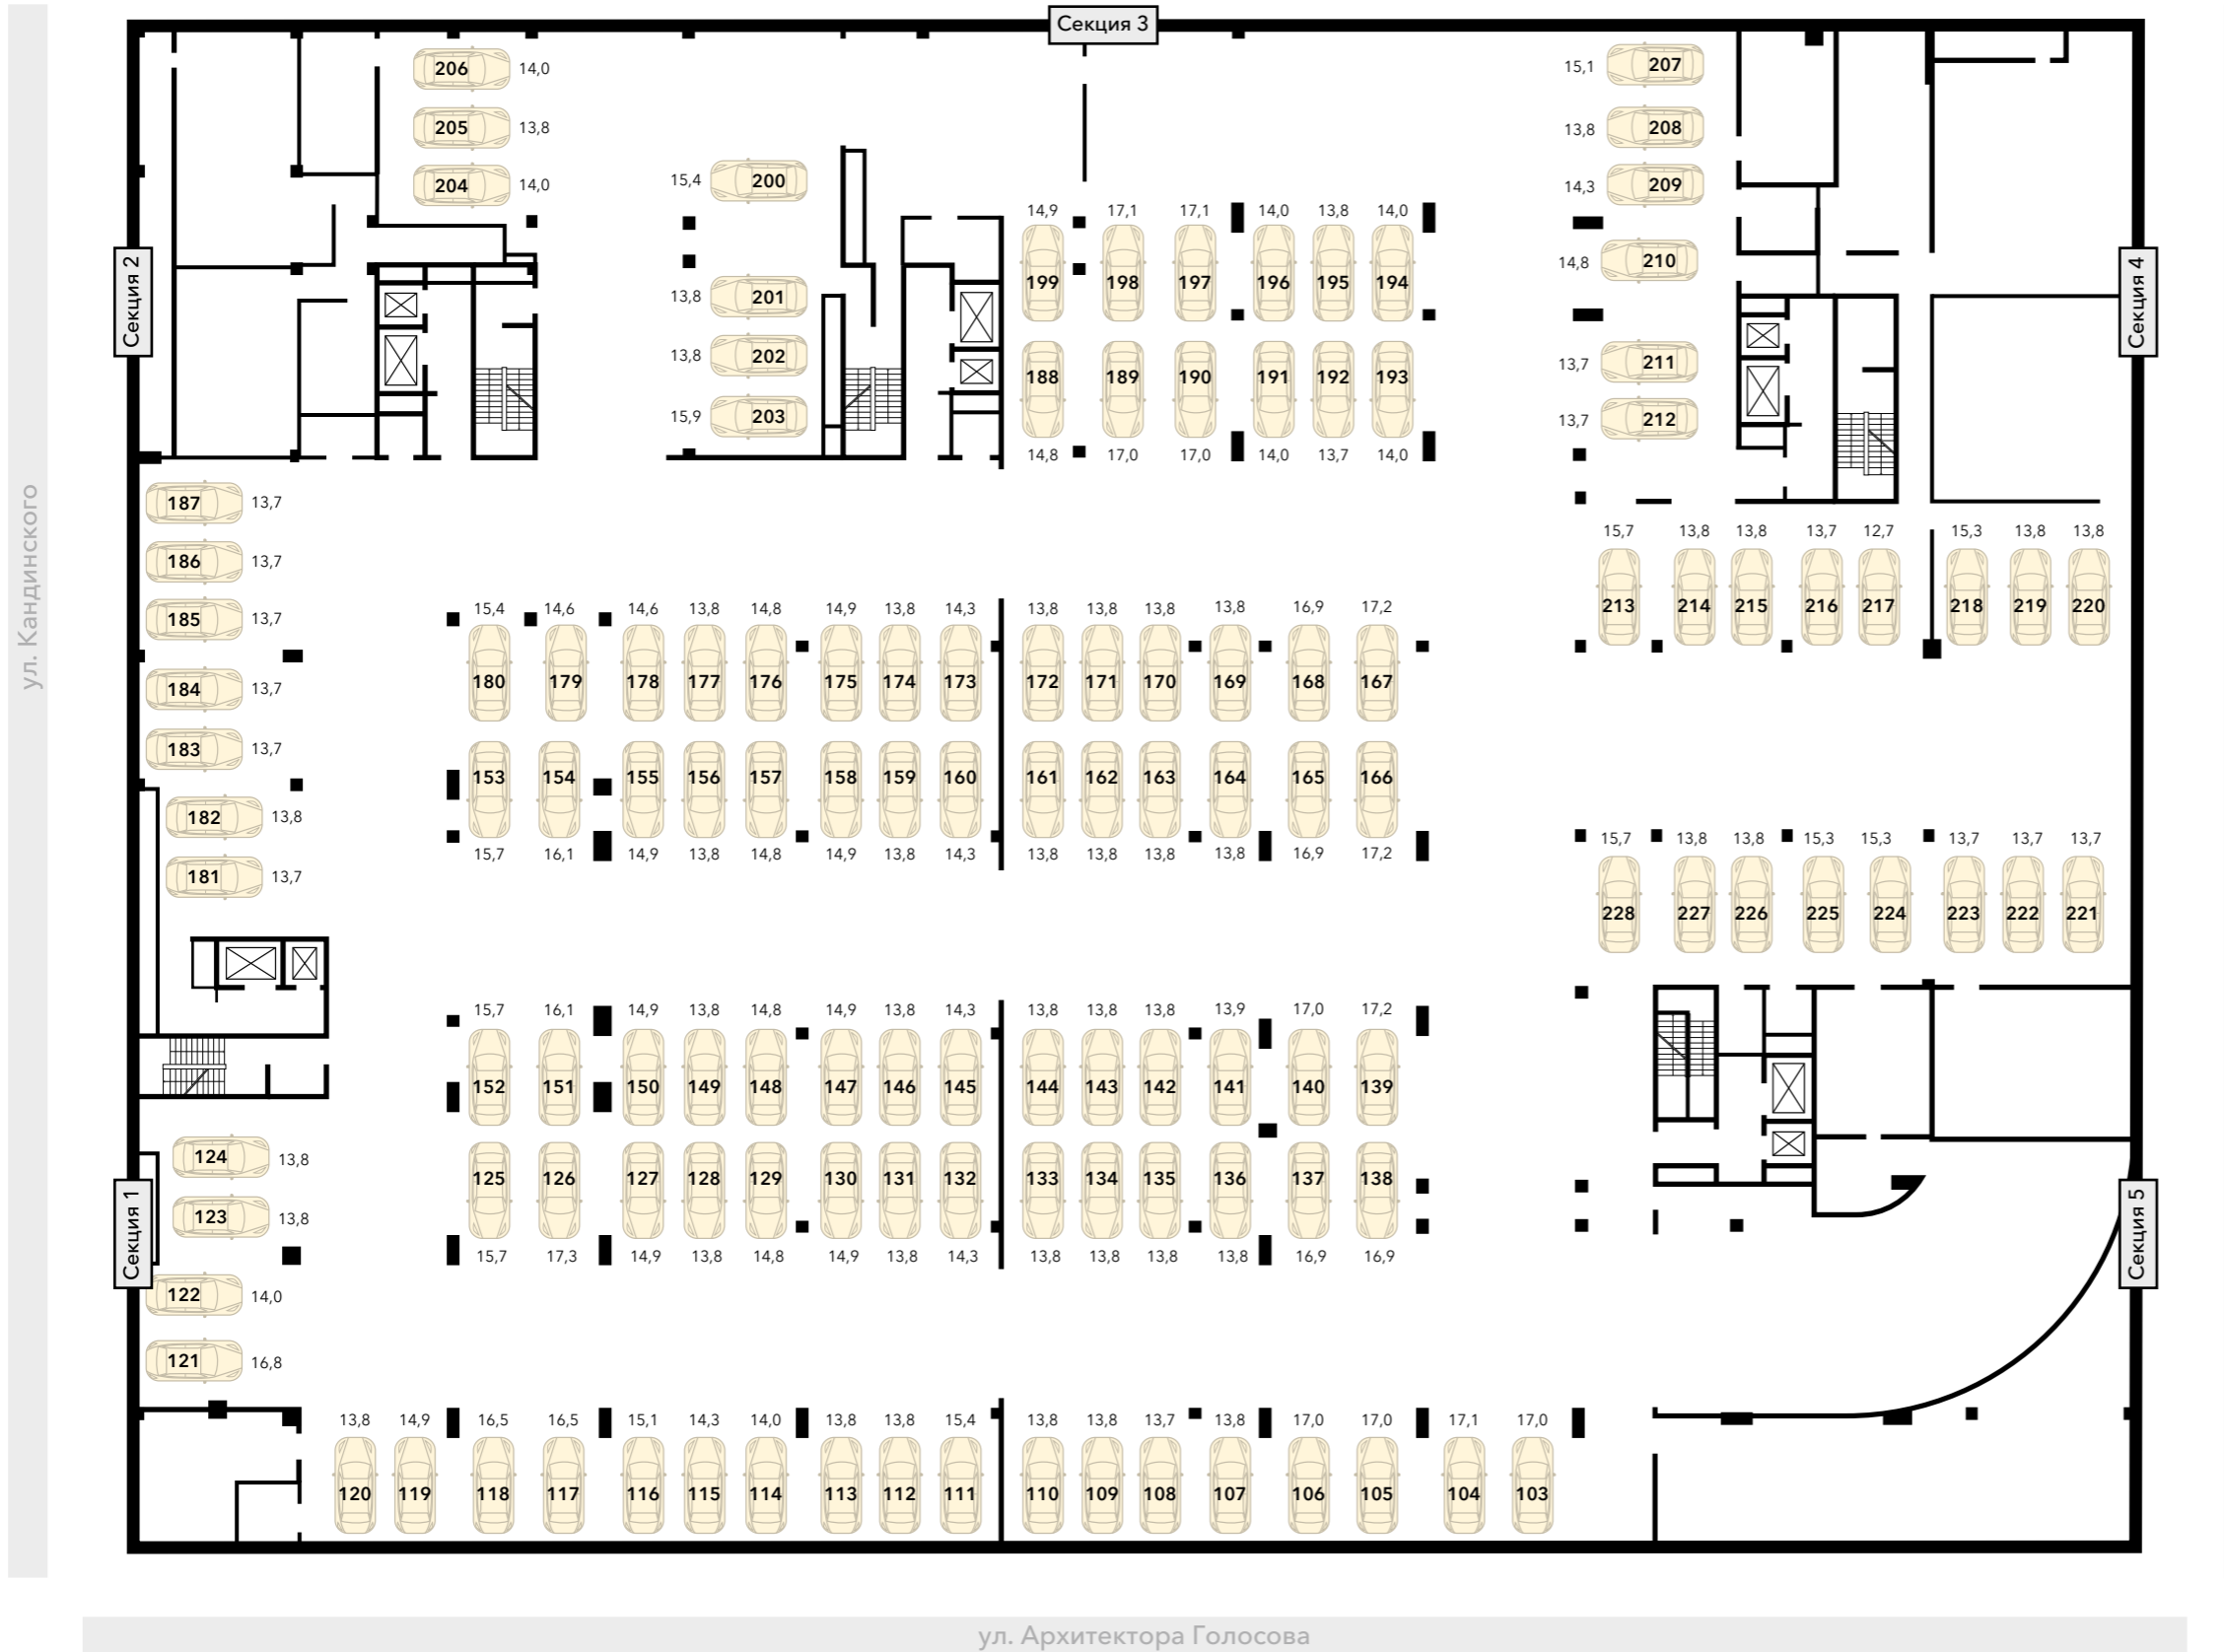 Секция 3
206 14,0
15,1 207
205 13,8
13,8 208
204 14,0
15,4 200
14,3 209
14,9 17,1 17,1 14,0 13,8 14,0
199 198 197 196 195 194
14,8 210
Секция 2
Секция 4
13,8 201
13,8 202
15,9 203
188 189 190 191 192 193
14,8 17,0 17,0 14,0 13,7 14,0
13,7 211
13,7 212
ул. Кандинского
187 13,7
186 13,7
185 13,7
184 13,7
183 13,7
182 13,8
181 13,7
15,7 13,8 13,8 13,7 12,7 15,3 13,8 13,8
213 214 215 216 217 218 219 220
15,4 14,6 14,6 13,8 14,8 14,9 13,8 14,3 13,8 13,8 13,8 13,8 16,9 17,2
180 179 178 177 176 175 174 173 172 171 170 169 168 167
153 154 155 156 157 158 159 160 161 162 163 164 165 166
15,7 16,1 14,9 13,8 14,8 14,9 13,8 14,3 13,8 13,8 13,8 13,8 16,9 17,2
15,7 13,8 13,8 15,3 15,3 13,7 13,7 13,7
228 227 226 225 224 223 222 221
15,7 16,1 14,9 13,8 14,8 14,9 13,8 14,3 13,8 13,8 13,8 13,9 17,0 17,2
152 151 150 149 148 147 146 145 144 143 142 141 140 139
124 13,8
123 13,8
Секция 1
122 14,0
121 16,8
125 126 127 128 129 130 131 132 133 134 135 136 137 138
15,7 17,3 14,9 13,8 14,8 14,9 13,8 14,3 13,8 13,8 13,8 13,8 16,9 16,9
Секция 5
13,8 14,9 16,5 16,5 15,1 14,3 14,0 13,8 13,8 15,4 13,8 13,8 13,7 13,8 17,0 17,0 17,1 17,0
120 119 118 117 116 115 114 113 112 111 110 109 108 107 106 105 104 103
ул. Архитектора Голосова